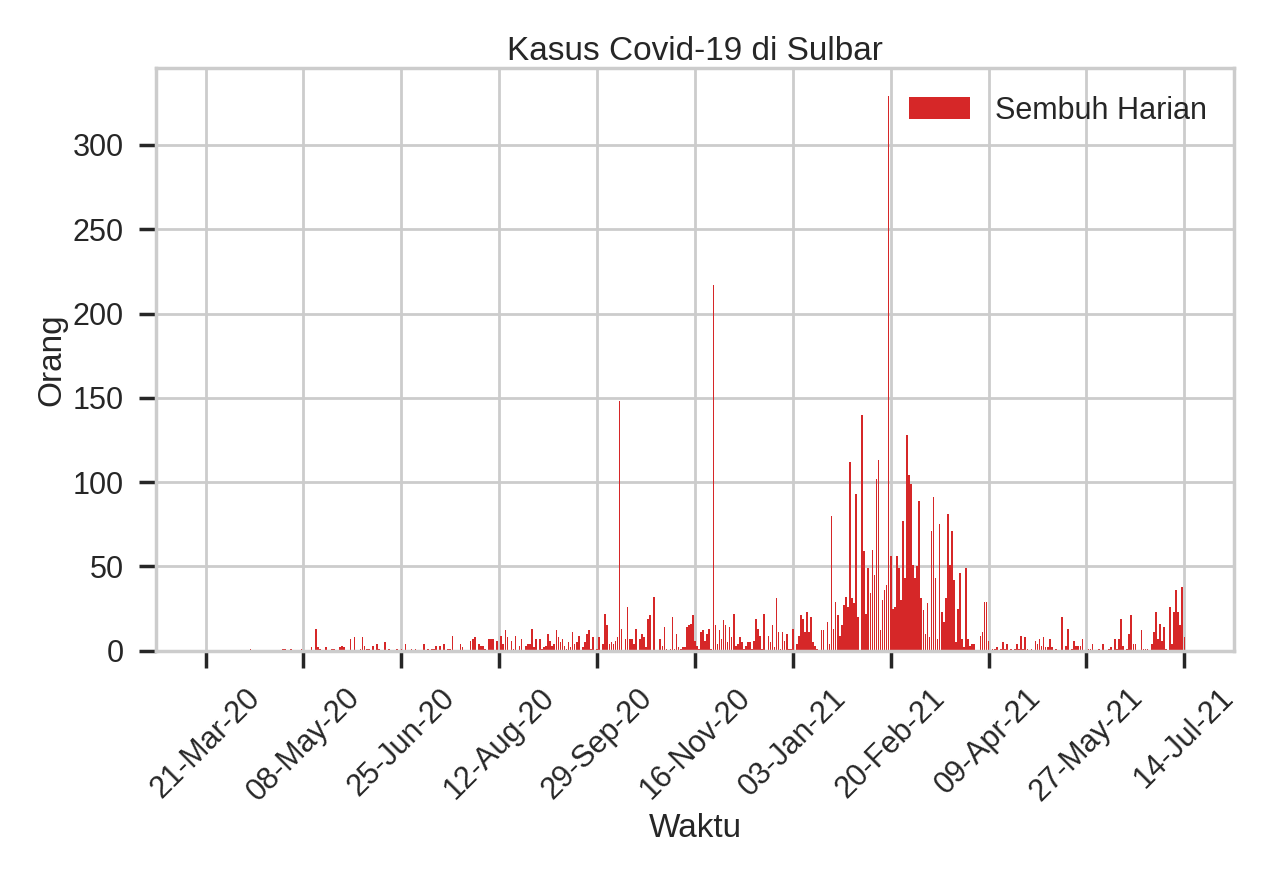 Kasus Covid-19 di Sulbar
Sembuh Harian
Orang
300
250
200
150
100
50
0
21-Mar-20
08-May-20
25-Jun-20
12-Aug-20
29-Sep-20
16-Nov-20
03-Jan-21
20-Feb-21
09-Apr-21
27-May-21
14-Jul-21
Waktu